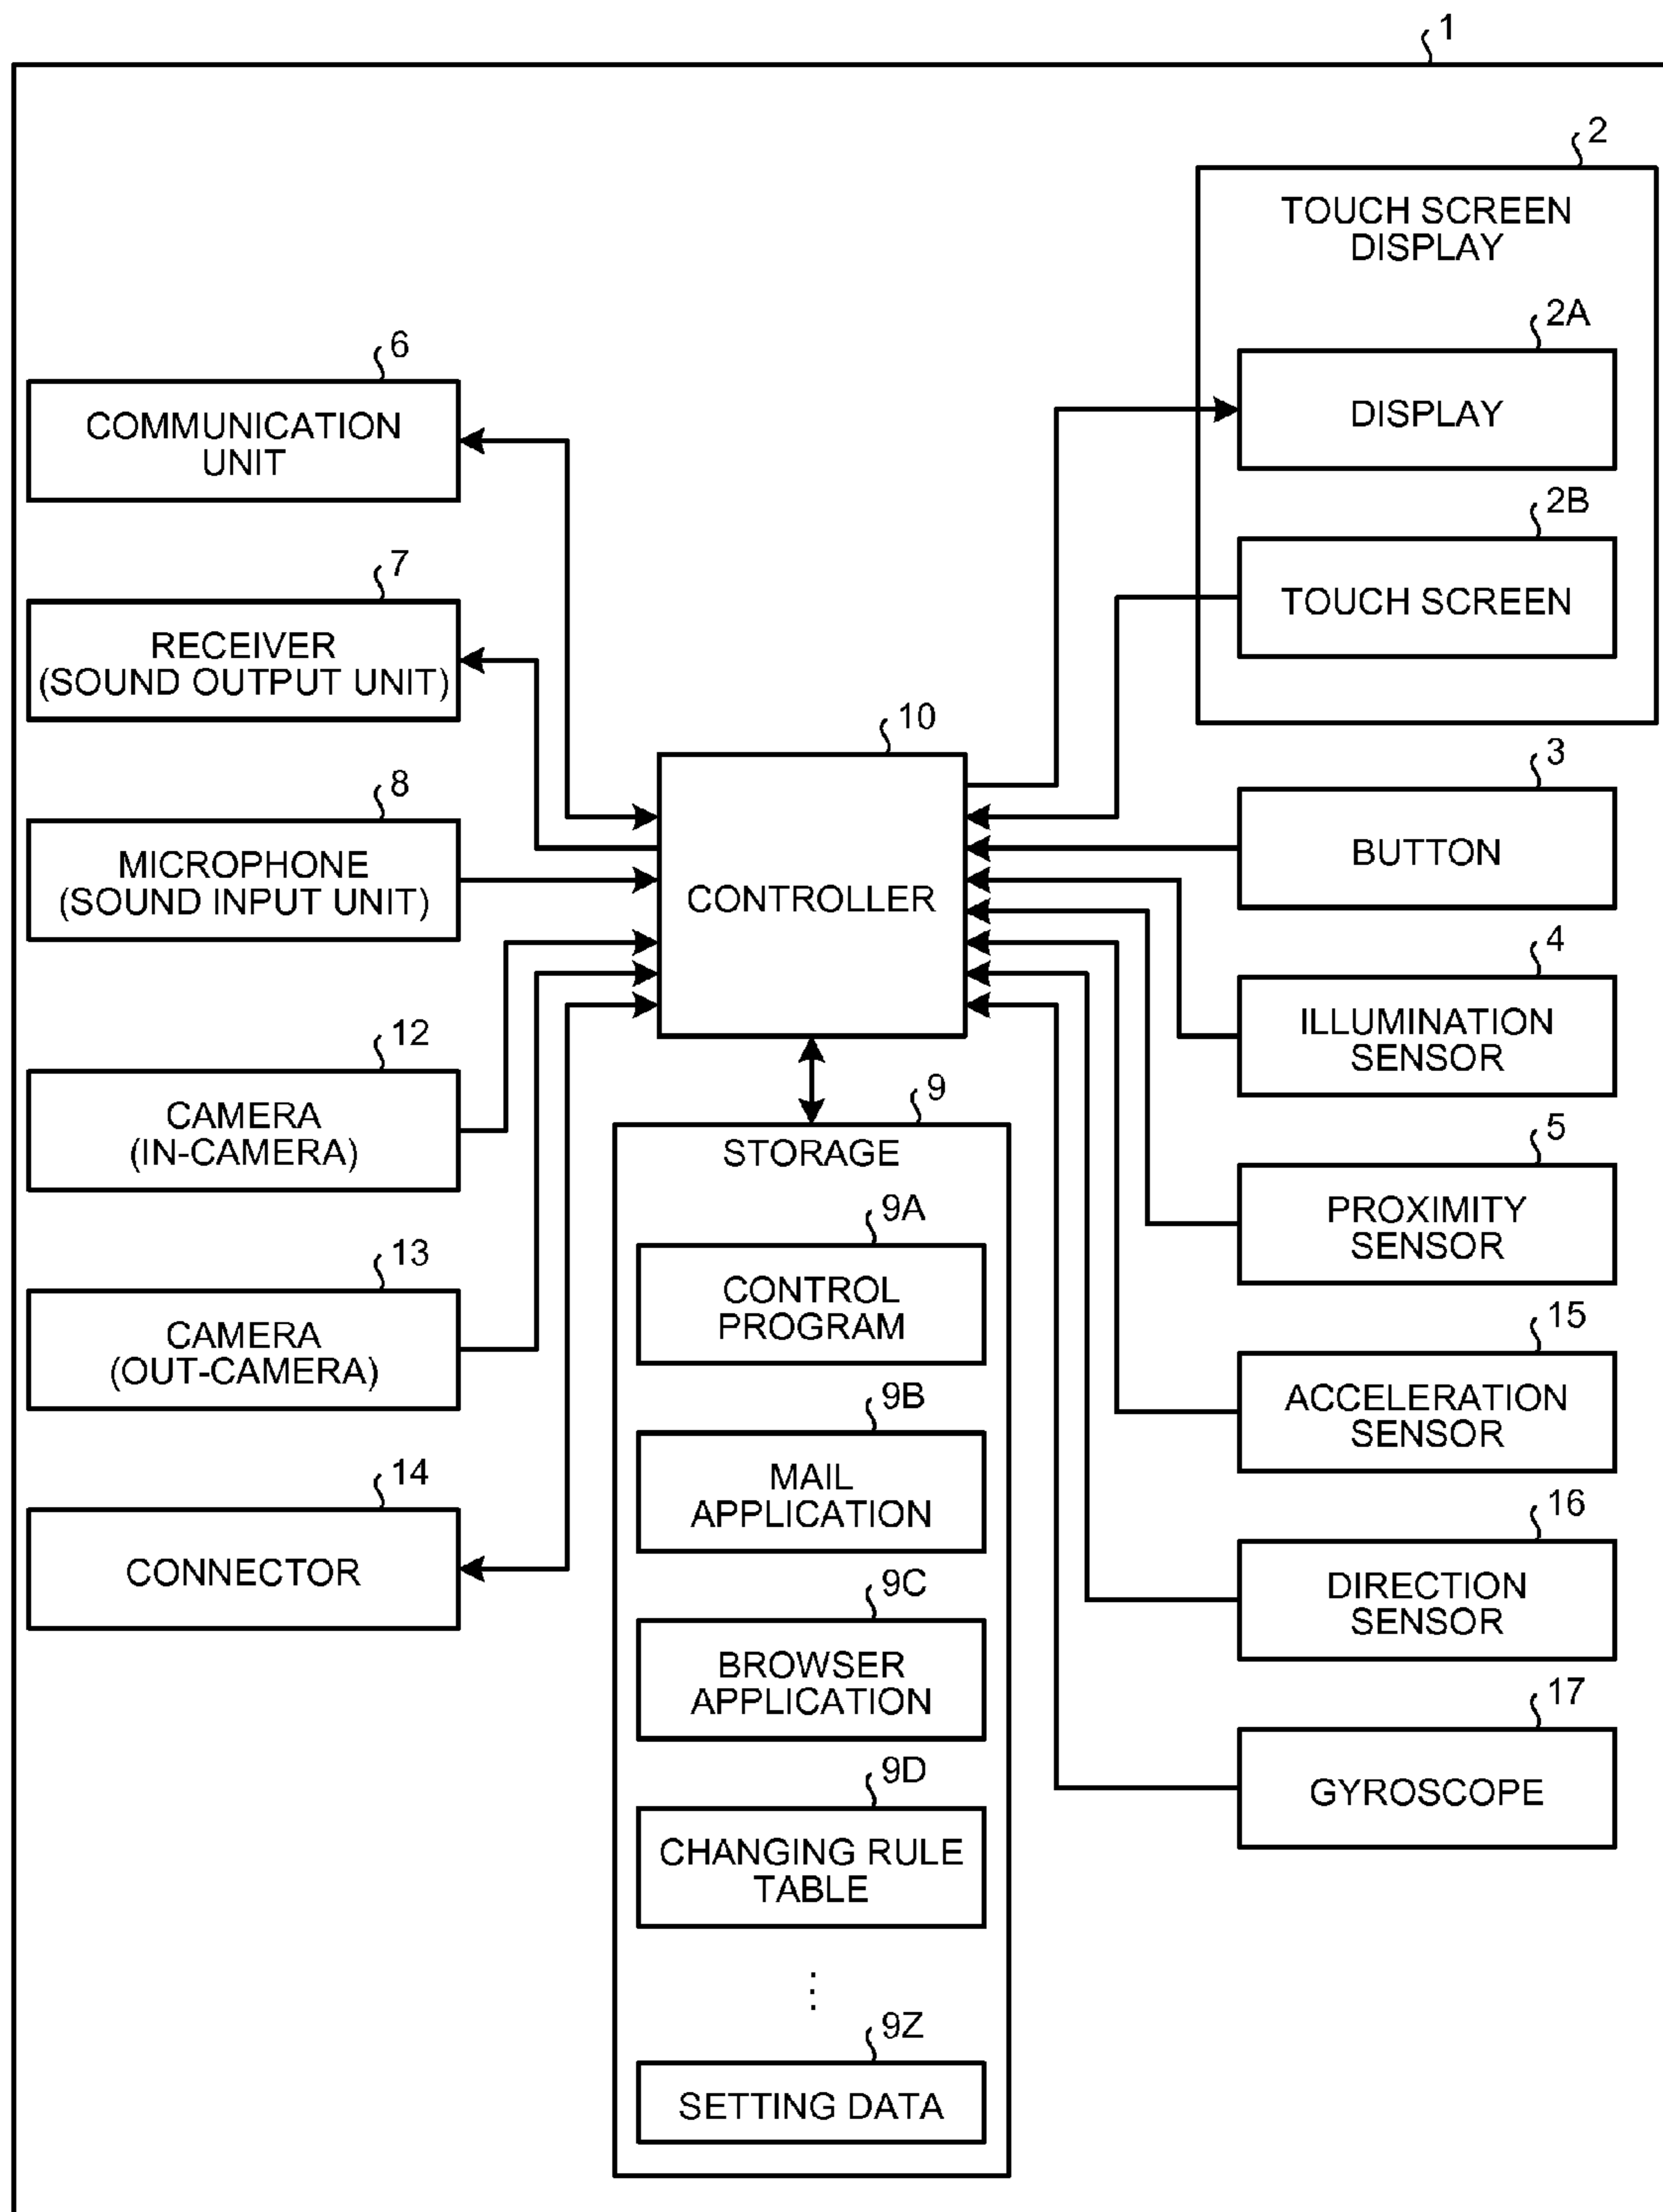 1
2
TOUCH SCREEN
DISPLAY
2A
DISPLAY
2B
TOUCH SCREEN
6
COMMUNICATION
UNIT
7
RECEIVER
(SOUND OUTPUT UNIT)
8
MICROPHONE
(SOUND INPUT UNIT)
12
CAMERA
(IN-CAMERA)
13
CAMERA
(OUT-CAMERA)
14
CONNECTOR
10
CONTROLLER
9
STORAGE
9A
CONTROL
PROGRAM
9B
MAIL
APPLICATION
9C
BROWSER
APPLICATION
9D
CHANGING RULE
TABLE
⋮
9Z
SETTING DATA
3
BUTTON
4
ILLUMINATION
SENSOR
5
PROXIMITY
SENSOR
15
ACCELERATION
SENSOR
16
DIRECTION
SENSOR
17
GYROSCOPE